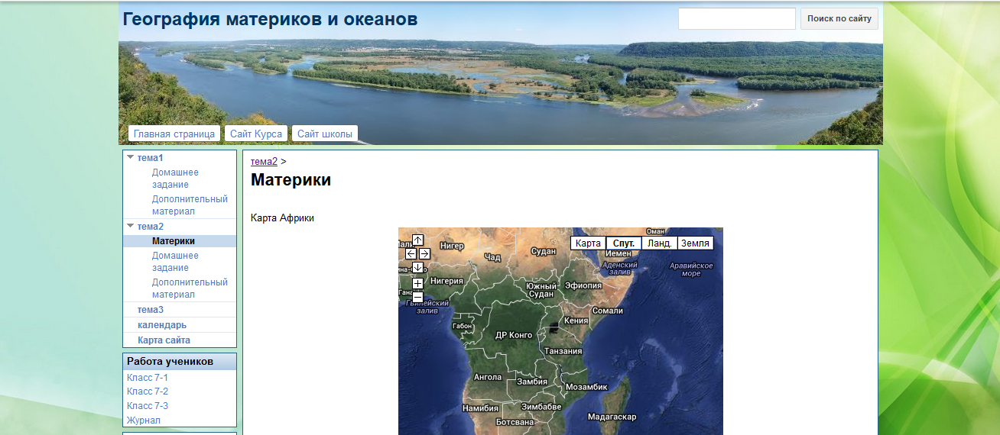 География материков и океанов
Поиск по сайту
Главная страница
Сайт Курса
Сайт школы
тема1
Домашнее
задание
Дополнительный
материал
тема2
Материки
Домашнее
задание
Дополнительный
материал
тема3
календарь
Карта сайта
Работа учеников
Класс 7-1
Класс 7-2
Класс 7-3
Журнал
тема2 >
Материки
Карта Африки
Карта
Спут.
Ланд.
Земля
Оман
Нигер
Чад
Судан
Йемен
Аденский
залив
Аравийское
море
Нигерия
Южный
Судан
Эфиопия
Гвинейский
залив
Сомали
Габон
Кения
ДР Конго
Танзания
Ангола
Замбия
Мозамбик
Намибия
Зимбабве
Ботсвана
Мадагаскар